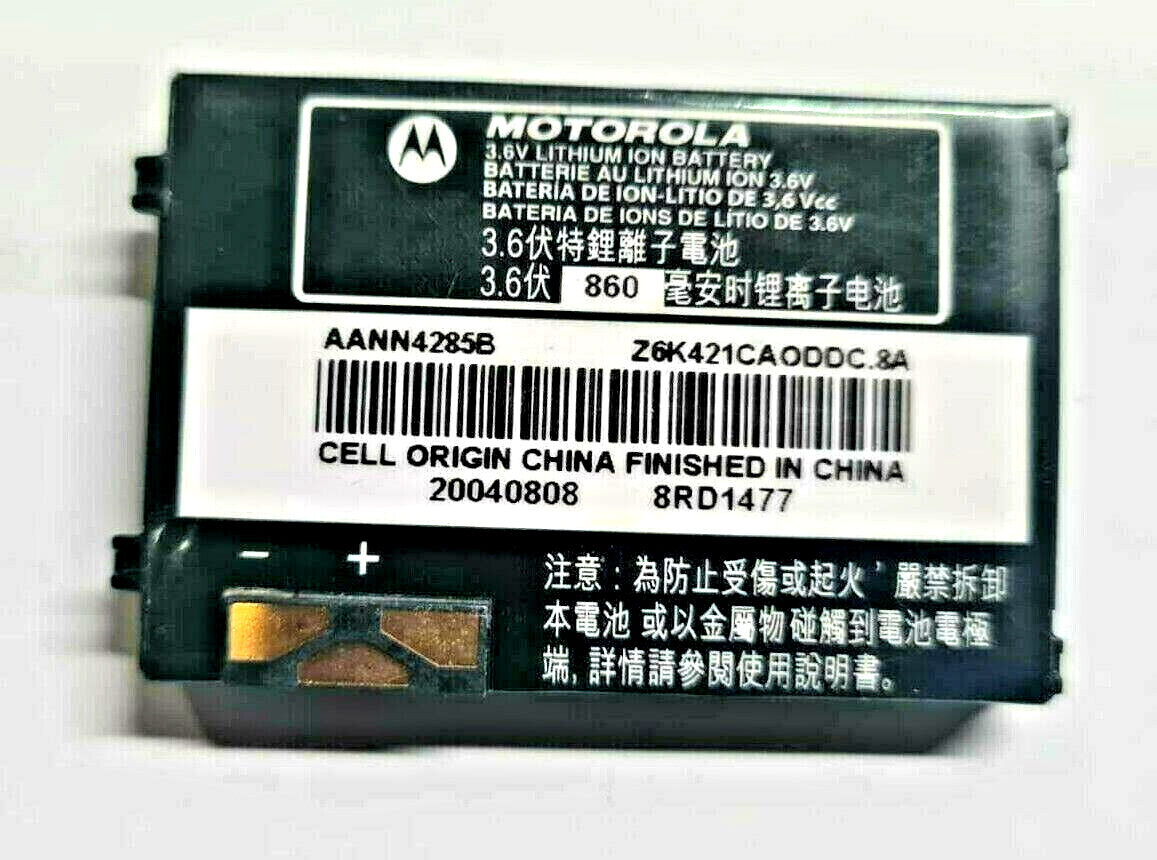 MOTOROLA
3.6V LITHIUM ION BATTERY
BATTERIE AU LITHIUM ION 3.6V
BATERÍA DE ION-LITIO DE 3,6 Vcc
BATERIA DE IONS DE LÍTIO DE 3.6V
3.6伏特鋰離子電池
3.6伏 860 毫安时锂离子电池
AANN4285B Z6K421CAODDC.8A
CELL ORIGIN CHINA FINISHED IN CHINA
20040808 8RD1477
- +
注意：為防止受傷或起火，嚴禁拆卸
本電池 或以金屬物碰觸到電池電極
端, 詳情請參閱使用說明書。